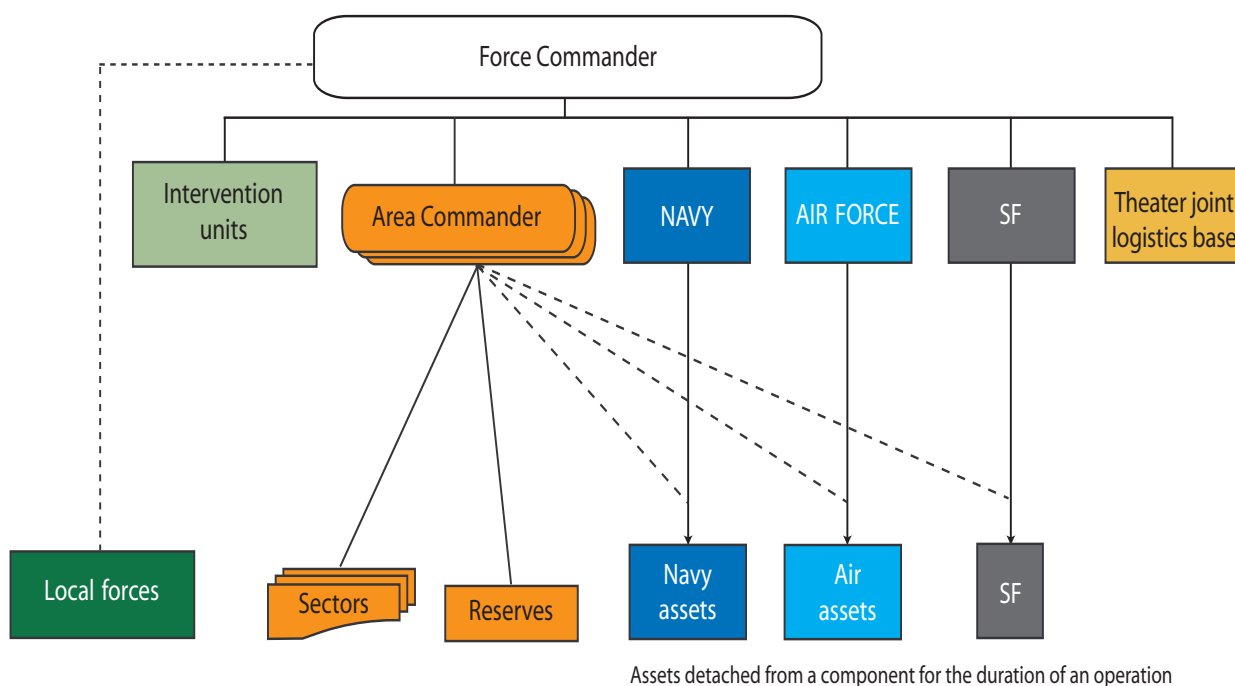 Force Commander
Intervention
units
Area Commander
NAVY
AIR FORCE
SF
Theater joint
logistics base
Local forces
Sectors
Reserves
Navy
assets
Air
assets
SF
Assets detached from a component for the duration of an operation